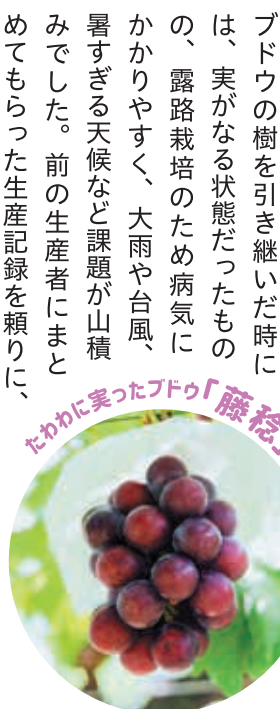 ブドウの樹を引き継いだ時に
は、実がなる状態だったもの
の、露路栽培のため病気に
かかりやすく、大雨や台風、
暑すぎる天候など課題が山積
みでした。前の生産者にまと
めてもらった生産記録を頼りに、
たわわに実ったブドウ「藤稔」